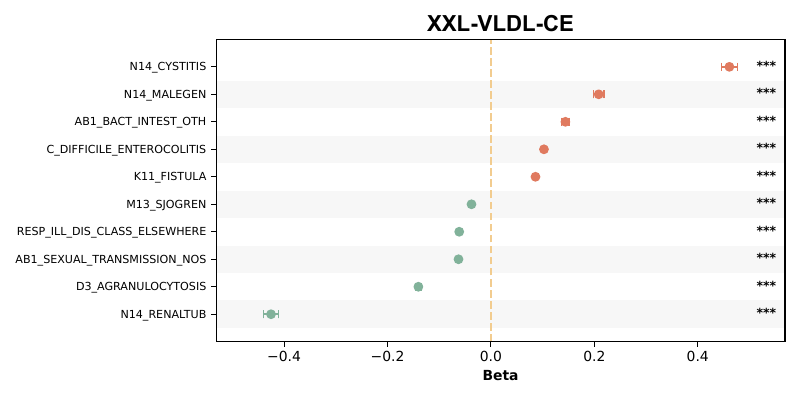 XXL-VLDL-CE
N14_CYSTITIS ***
N14_MALEGEN ***
AB1_BACT_INTEST_OTH ***
C_DIFFICILE_ENTEROCOLITIS ***
K11_FISTULA ***
M13_SJOGREN ***
RESP_ILL_DIS_CLASS_ELSEWHERE ***
AB1_SEXUAL_TRANSMISSION_NOS ***
D3_AGRANULOCYTOSIS ***
N14_RENALTUB ***
−0.4 −0.2 0.0 0.2 0.4
Beta